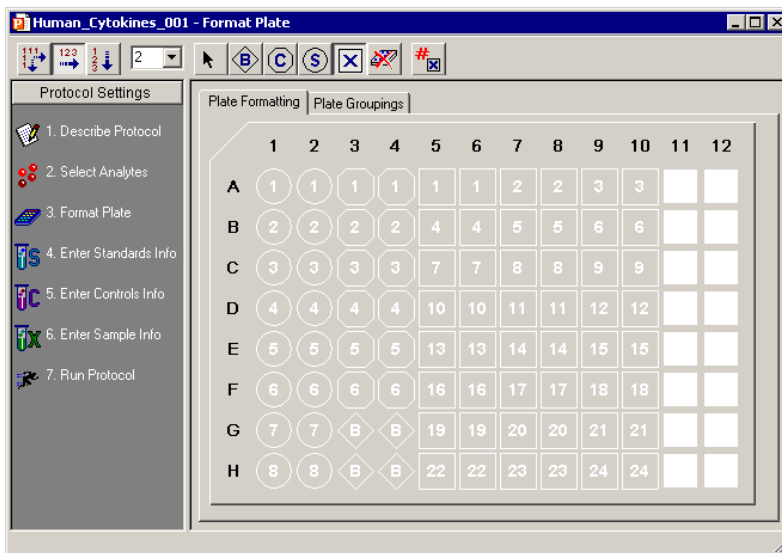 Human_Cytokines_001 - Format Plate
111 123 1 2 3 2 B C S X # X
Protocol Settings
Plate Formatting Plate Groupings
1. Describe Protocol
2. Select Analytes
3. Format Plate
4. Enter Standards Info
5. Enter Controls Info
6. Enter Sample Info
7. Run Protocol
1 2 3 4 5 6 7 8 9 10 11 12
A 1 1 1 1 1 1 2 2 3 3
B 2 2 2 2 4 4 5 5 6 6
C 3 3 3 3 7 7 8 8 9 9
D 4 4 4 4 10 10 11 11 12 12
E 5 5 5 5 13 13 14 14 15 15
F 6 6 6 6 16 16 17 17 18 18
G 7 7 B B 19 19 20 20 21 21
H 8 8 B B 22 22 23 23 24 24